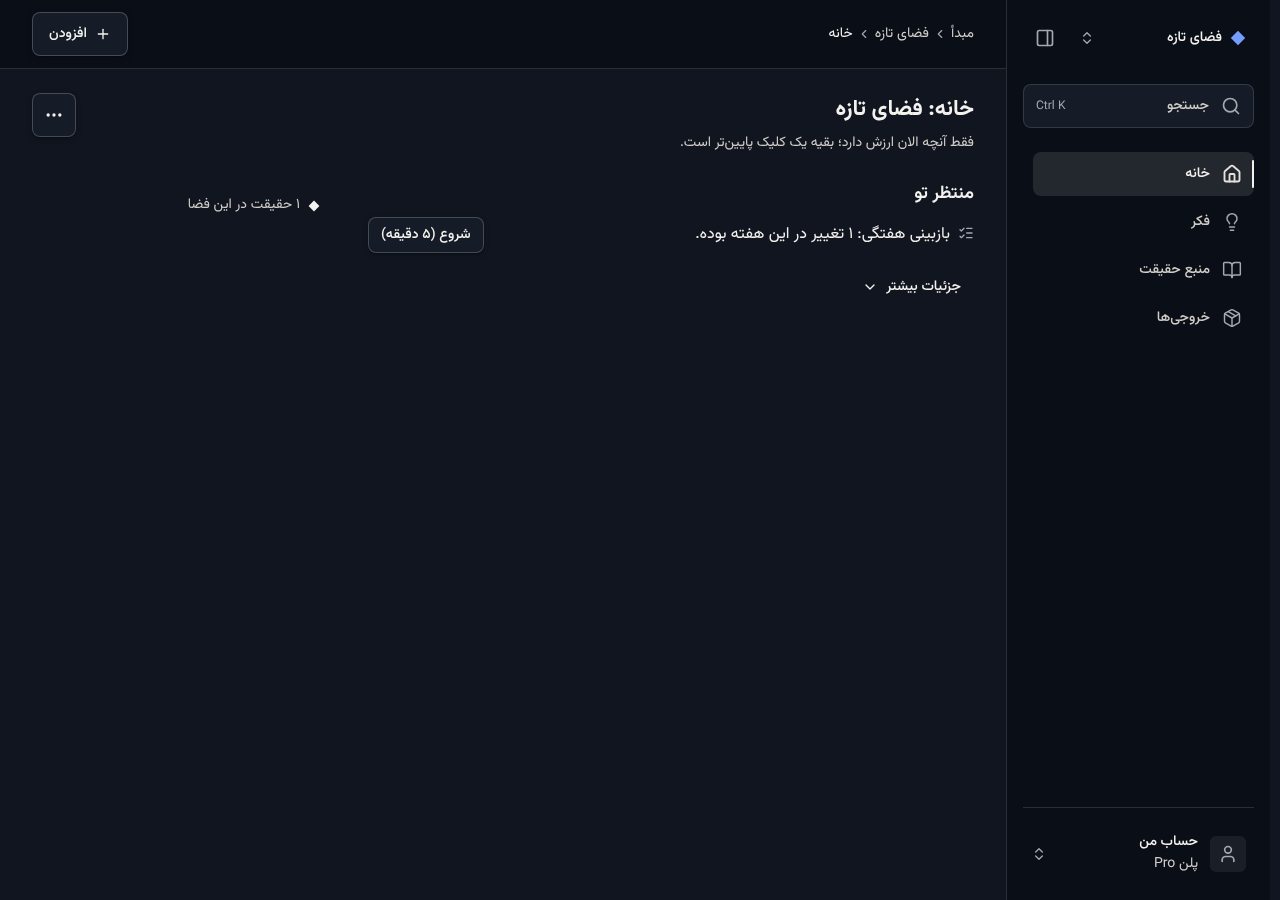 فضای تازه
جستجو
Ctrl K
خانه
فکر
منبع حقیقت
خروجی‌ها
حساب من
پلن Pro
مبدأ › فضای تازه › خانه
افزودن
خانه: فضای تازه
فقط آنچه الان ارزش دارد؛ بقیه یک کلیک پایین‌تر است.
منتظر تو
بازبینی هفتگی: ۱ تغییر در این هفته بوده.
شروع (۵ دقیقه)
جزئیات بیشتر
۱ حقیقت در این فضا